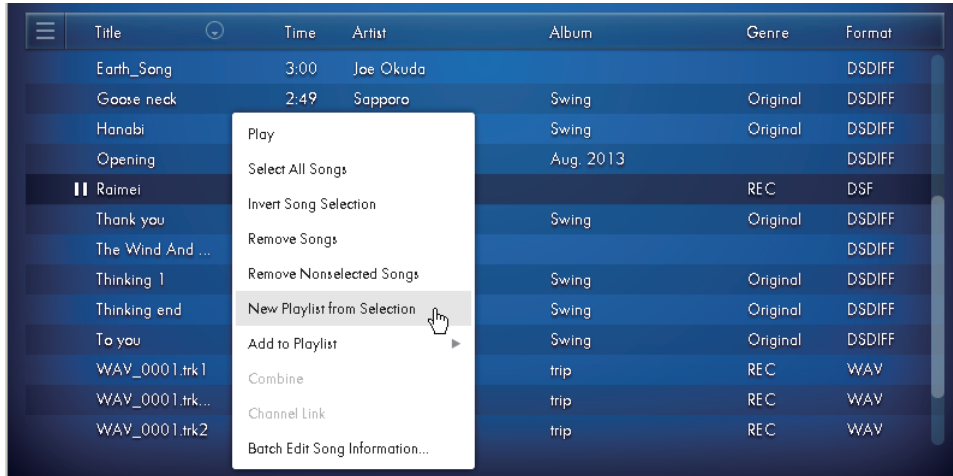 Title Time Artist Album Genre Format
Earth_Song 3:00 Joe Okuda DSDIFF
Goose neck 2:49 Sapporo Swing Original DSDIFF
Hanabi Swing Original DSDIFF
Opening Aug. 2013 DSDIFF
Raimei REC DSF
Thank you Swing Original DSDIFF
The Wind And ... DSDIFF
Thinking 1 Swing Original DSDIFF
Thinking end Swing Original DSDIFF
To you Swing Original DSDIFF
WAV_0001.trk1 trip REC WAV
WAV_0001.trk... trip REC WAV
WAV_0001.trk2 trip REC WAV
Play
Select All Songs
Invert Song Selection
Remove Songs
Remove Nonselected Songs
New Playlist from Selection
Add to Playlist
Combine
Channel Link
Batch Edit Song Information...